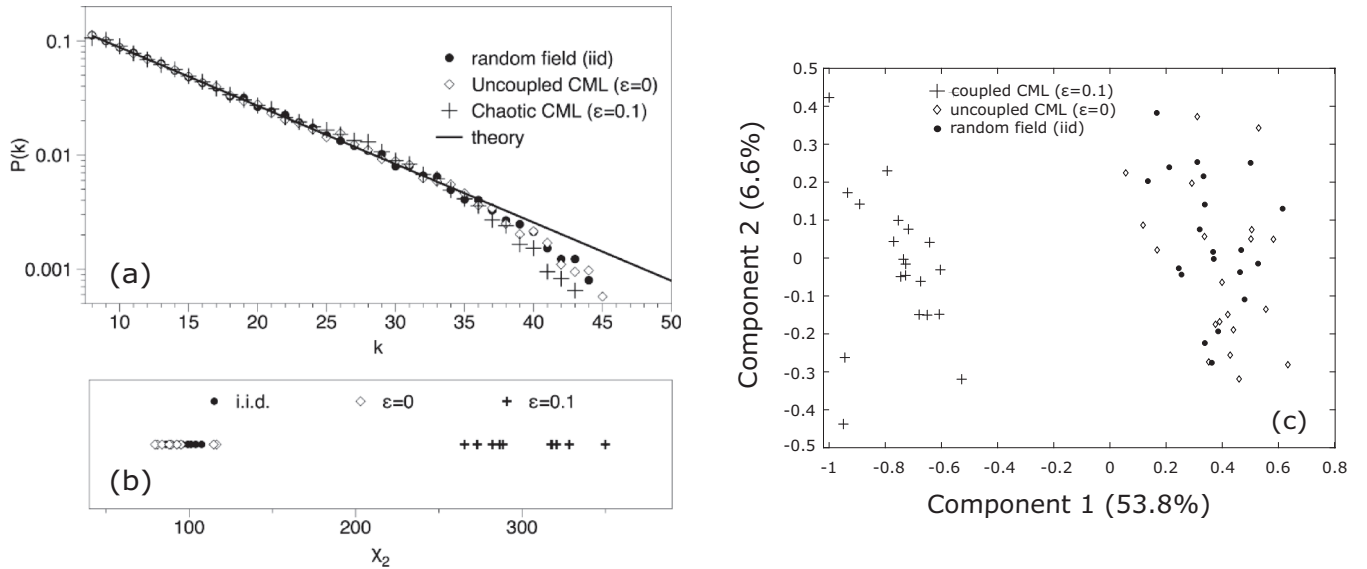 0.1
0.01
0.001
P(k)
random field (iid)
Uncoupled CML (ε=0)
Chaotic CML (ε=0.1)
theory
(a)
10 15 20 25 30 35 40 45 50
k
i.i.d. ε=0 ε=0.1
(b)
100 200 300
χ2
0.5
0.4
0.3
0.2
0.1
0
-0.1
-0.2
-0.3
-0.4
-0.5
Component 2 (6.6%)
coupled CML (ε=0.1)
uncoupled CML (ε=0)
random field (iid)
(c)
-1 -0.8 -0.6 -0.4 -0.2 0 0.2 0.4 0.6 0.8
Component 1 (53.8%)